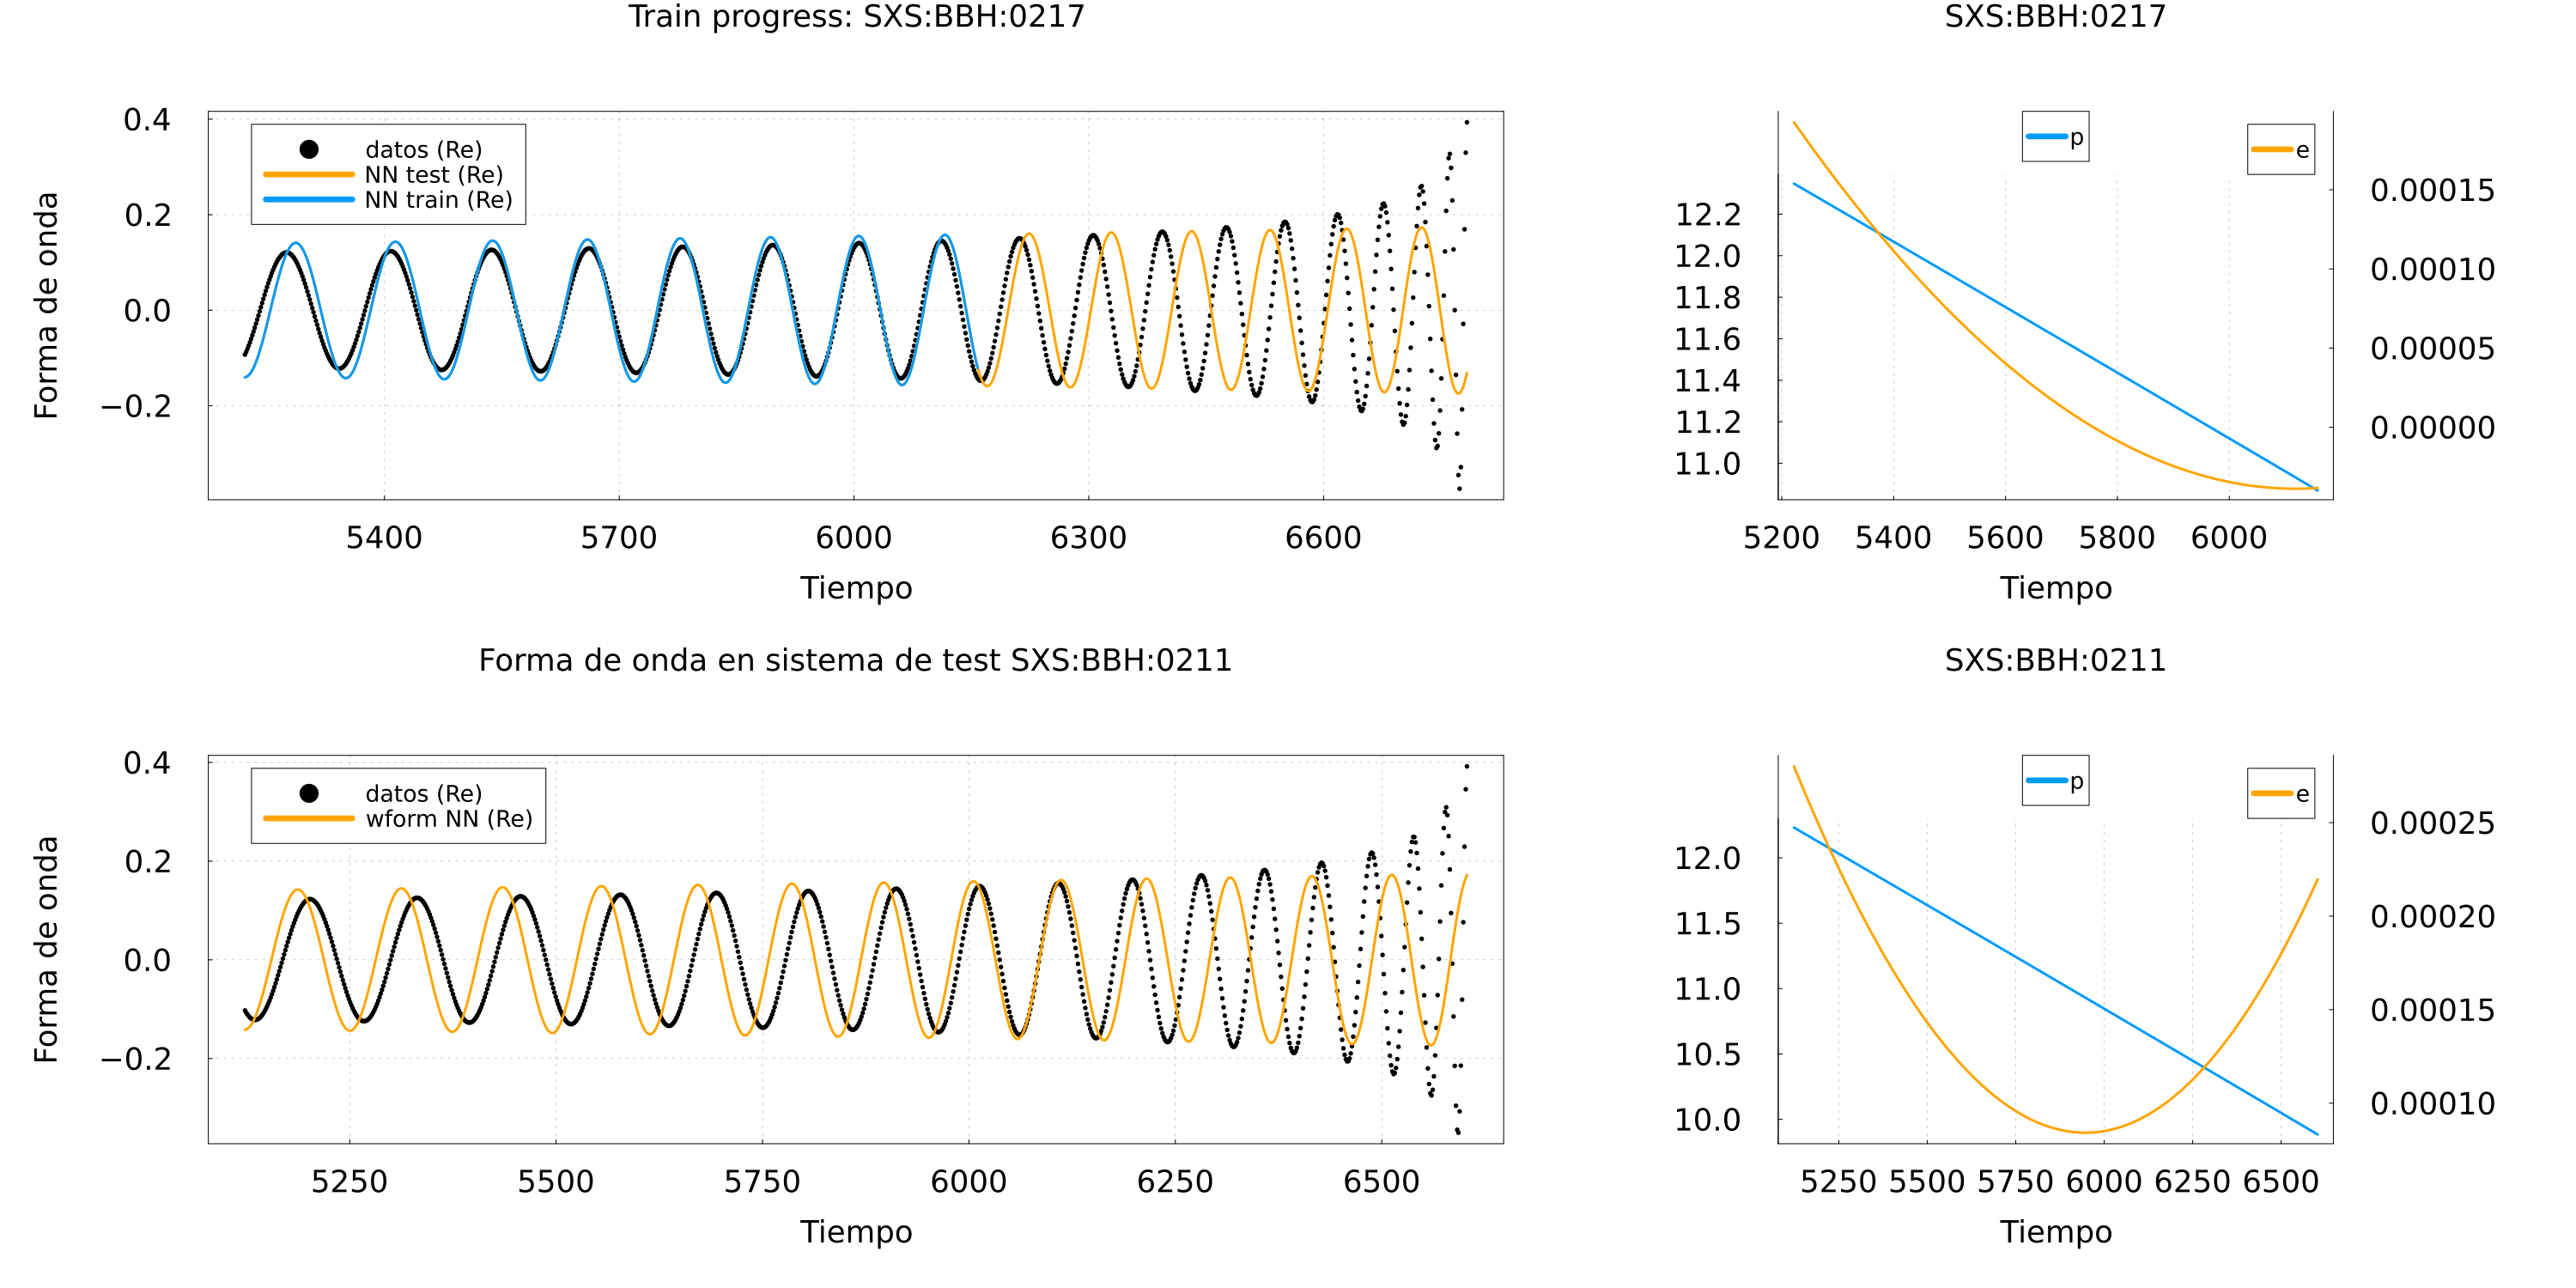 Train progress: SXS:BBH:0217
0.4
0.2
0.0
−0.2
Forma de onda
datos (Re)
NN test (Re)
NN train (Re)
5400 5700 6000 6300 6600
Tiempo
SXS:BBH:0217
p
e
12.2
12.0
11.8
11.6
11.4
11.2
11.0
0.00015
0.00010
0.00005
0.00000
5200 5400 5600 5800 6000
Tiempo
Forma de onda en sistema de test SXS:BBH:0211
0.4
0.2
0.0
−0.2
Forma de onda
datos (Re)
wform NN (Re)
5250 5500 5750 6000 6250 6500
Tiempo
SXS:BBH:0211
p
e
12.0
11.5
11.0
10.5
10.0
0.00025
0.00020
0.00015
0.00010
5250 5500 5750 6000 6250 6500
Tiempo